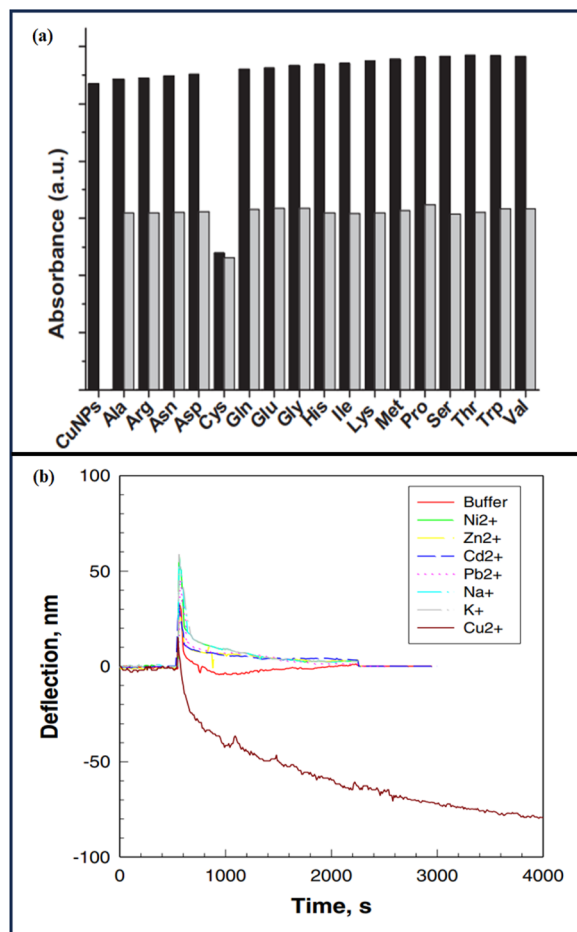 (a)
Absorbance (a.u.)
CuNPs Ala Arg Asn Asp Cys Gln Glu Gly His Ile Lys Met Pro Ser Thr Trp Val
(b)
100
50
0
-50
-100
Deflection, nm
Buffer
Ni2+
Zn2+
Cd2+
Pb2+
Na+
K+
Cu2+
0 1000 2000 3000 4000
Time, s